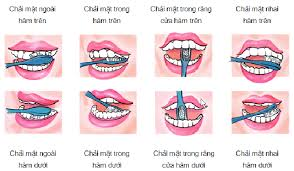 Chải mặt ngoài
hàm trên
Chải mặt trong
hàm trên
Chải mặt trong răng
cửa hàm trên
Chải mặt nhai
hàm trên
Chải mặt ngoài
hàm dưới
Chải mặt trong
hàm dưới
Chải mặt trong răng
cửa hàm dưới
Chải mặt nhai
hàm dưới